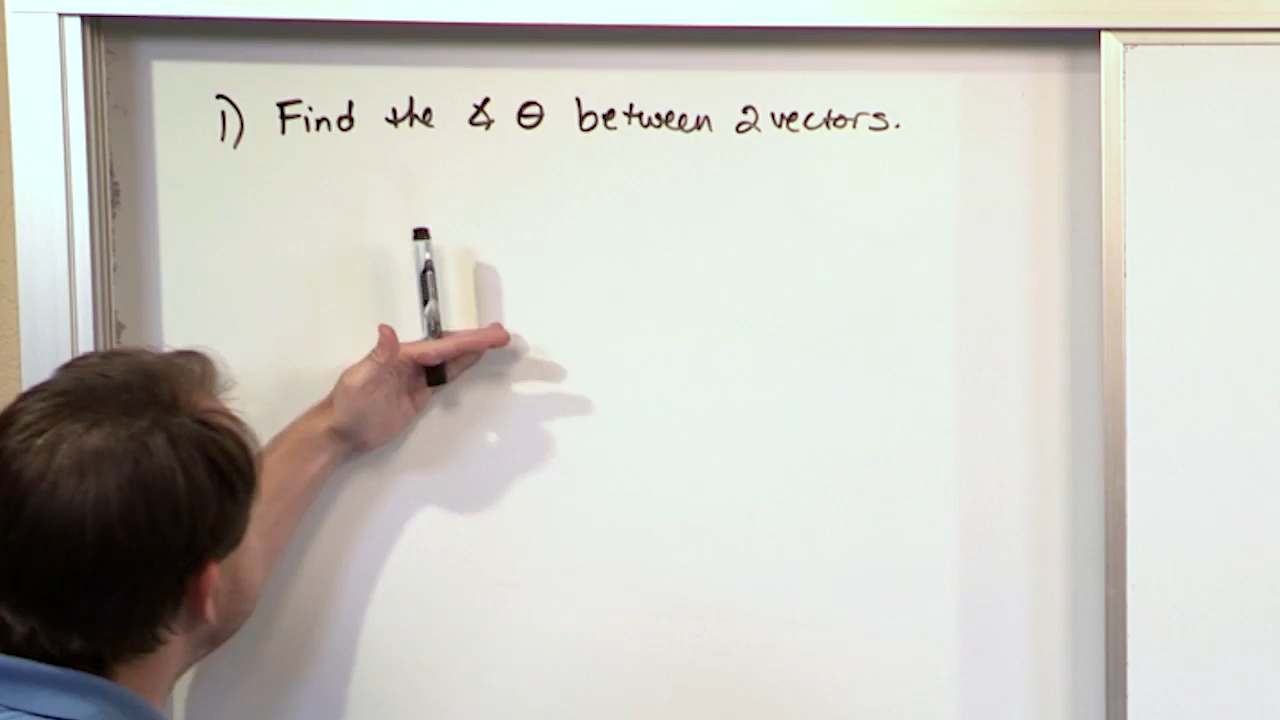 1) Find the ∡ θ between 2 vectors.